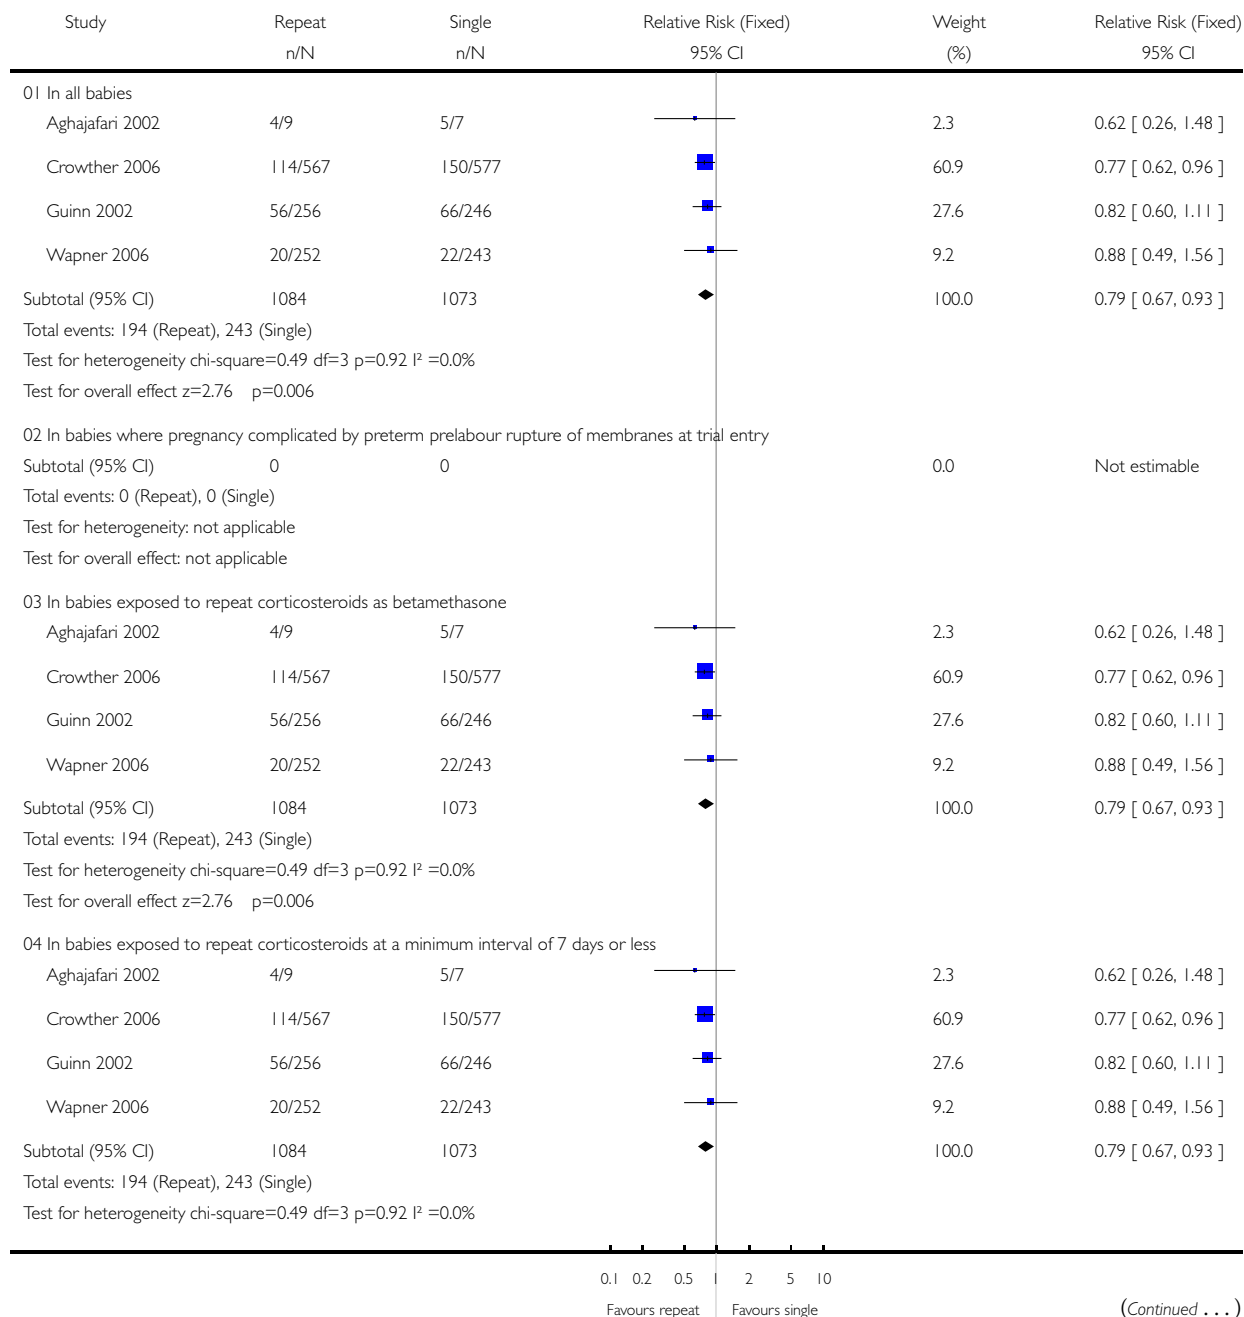 Study Repeat Single Relative Risk (Fixed) Weight Relative Risk (Fixed)
n/N n/N 95% CI (%) 95% CI
01 In all babies
Aghajafari 2002 4/9 5/7 2.3 0.62 [ 0.26, 1.48 ]
Crowther 2006 114/567 150/577 60.9 0.77 [ 0.62, 0.96 ]
Guinn 2002 56/256 66/246 27.6 0.82 [ 0.60, 1.11 ]
Wapner 2006 20/252 22/243 9.2 0.88 [ 0.49, 1.56 ]
Subtotal (95% CI) 1084 1073 100.0 0.79 [ 0.67, 0.93 ]
Total events: 194 (Repeat), 243 (Single)
Test for heterogeneity chi-square=0.49 df=3 p=0.92 I² =0.0%
Test for overall effect z=2.76 p=0.006
02 In babies where pregnancy complicated by preterm prelabour rupture of membranes at trial entry
Subtotal (95% CI) 0 0 0.0 Not estimable
Total events: 0 (Repeat), 0 (Single)
Test for heterogeneity: not applicable
Test for overall effect: not applicable
03 In babies exposed to repeat corticosteroids as betamethasone
Aghajafari 2002 4/9 5/7 2.3 0.62 [ 0.26, 1.48 ]
Crowther 2006 114/567 150/577 60.9 0.77 [ 0.62, 0.96 ]
Guinn 2002 56/256 66/246 27.6 0.82 [ 0.60, 1.11 ]
Wapner 2006 20/252 22/243 9.2 0.88 [ 0.49, 1.56 ]
Subtotal (95% CI) 1084 1073 100.0 0.79 [ 0.67, 0.93 ]
Total events: 194 (Repeat), 243 (Single)
Test for heterogeneity chi-square=0.49 df=3 p=0.92 I² =0.0%
Test for overall effect z=2.76 p=0.006
04 In babies exposed to repeat corticosteroids at a minimum interval of 7 days or less
Aghajafari 2002 4/9 5/7 2.3 0.62 [ 0.26, 1.48 ]
Crowther 2006 114/567 150/577 60.9 0.77 [ 0.62, 0.96 ]
Guinn 2002 56/256 66/246 27.6 0.82 [ 0.60, 1.11 ]
Wapner 2006 20/252 22/243 9.2 0.88 [ 0.49, 1.56 ]
Subtotal (95% CI) 1084 1073 100.0 0.79 [ 0.67, 0.93 ]
Total events: 194 (Repeat), 243 (Single)
Test for heterogeneity chi-square=0.49 df=3 p=0.92 I² =0.0%
0.1 0.2 0.5 1 2 5 10
Favours repeat Favours single (Continued . . . )